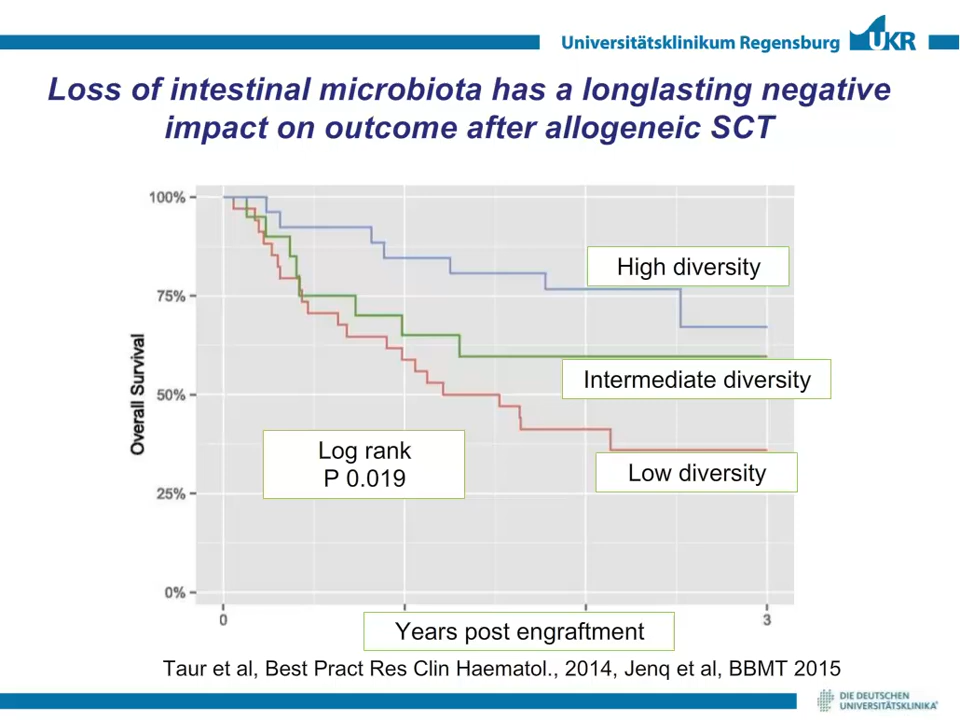 Universitätsklinikum Regensburg UKR
Loss of intestinal microbiota has a longlasting negative
impact on outcome after allogeneic SCT
100%
75%
50%
25%
0%
Overall Survival
High diversity
Intermediate diversity
Low diversity
Log rank
P 0.019
0
3
Years post engraftment
Taur et al, Best Pract Res Clin Haematol., 2014, Jenq et al, BBMT 2015
DIE DEUTSCHEN
UNIVERSITÄTSKLINIKA®